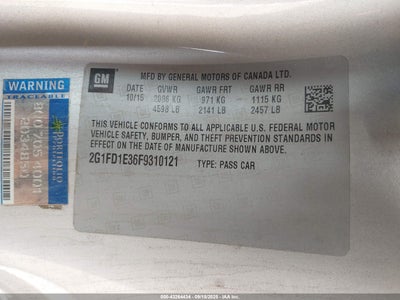 GM
MFD BY GENERAL MOTORS OF CANADA LTD.
DATE GVWR GAWR FRT GAWR RR
10/15 2086 KG 971 KG 1115 KG
4598 LB 2141 LB 2457 LB
THIS VEHICLE CONFORMS TO ALL APPLICABLE U.S. FEDERAL MOTOR
VEHICLE SAFETY, BUMPER, AND THEFT PREVENTION STANDARDS IN
EFFECT ON THE DATE OF MANUFACTURE SHOWN ABOVE.
2G1FD1E36F9310121 TYPE: PASS CAR
WARNING
TRACEABLE